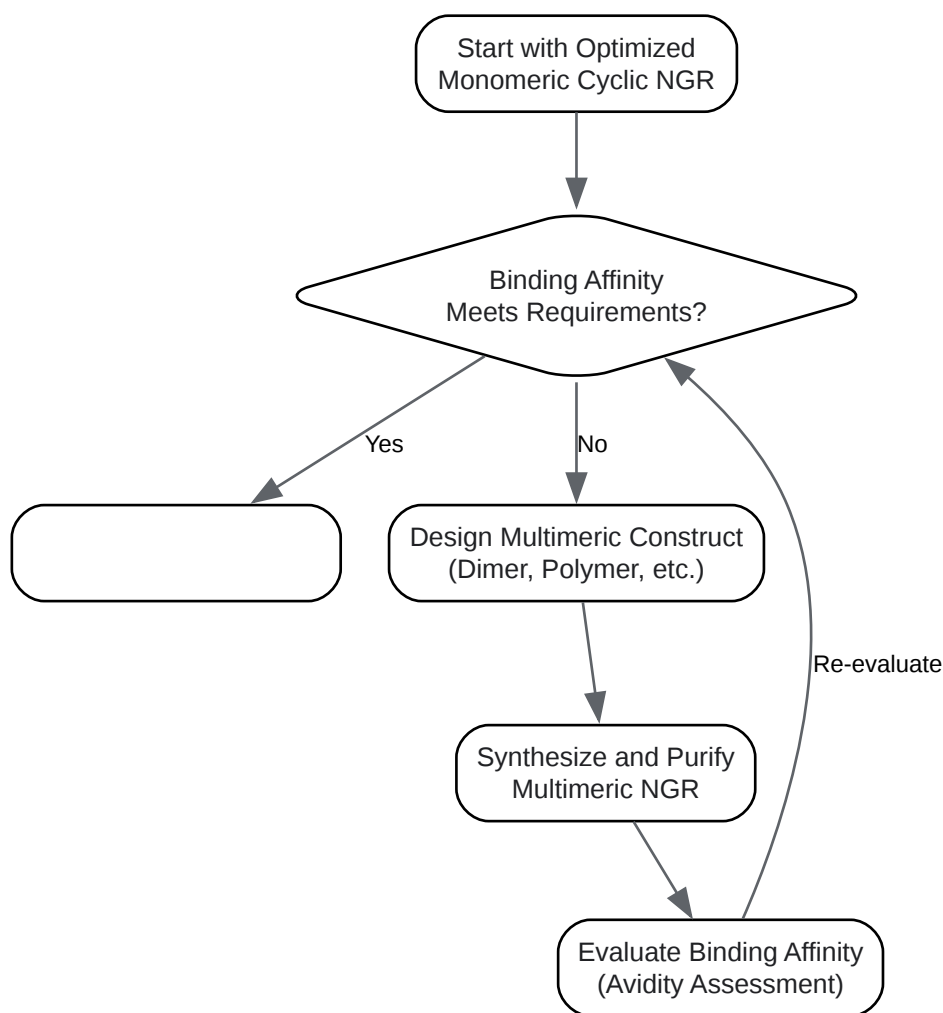 Start with Optimized
Monomeric Cyclic NGR
Binding Affinity
Meets Requirements?
Yes
No
Design Multimeric Construct
(Dimer, Polymer, etc.)
Re-evaluate
Synthesize and Purify
Multimeric NGR
Evaluate Binding Affinity
(Avidity Assessment)